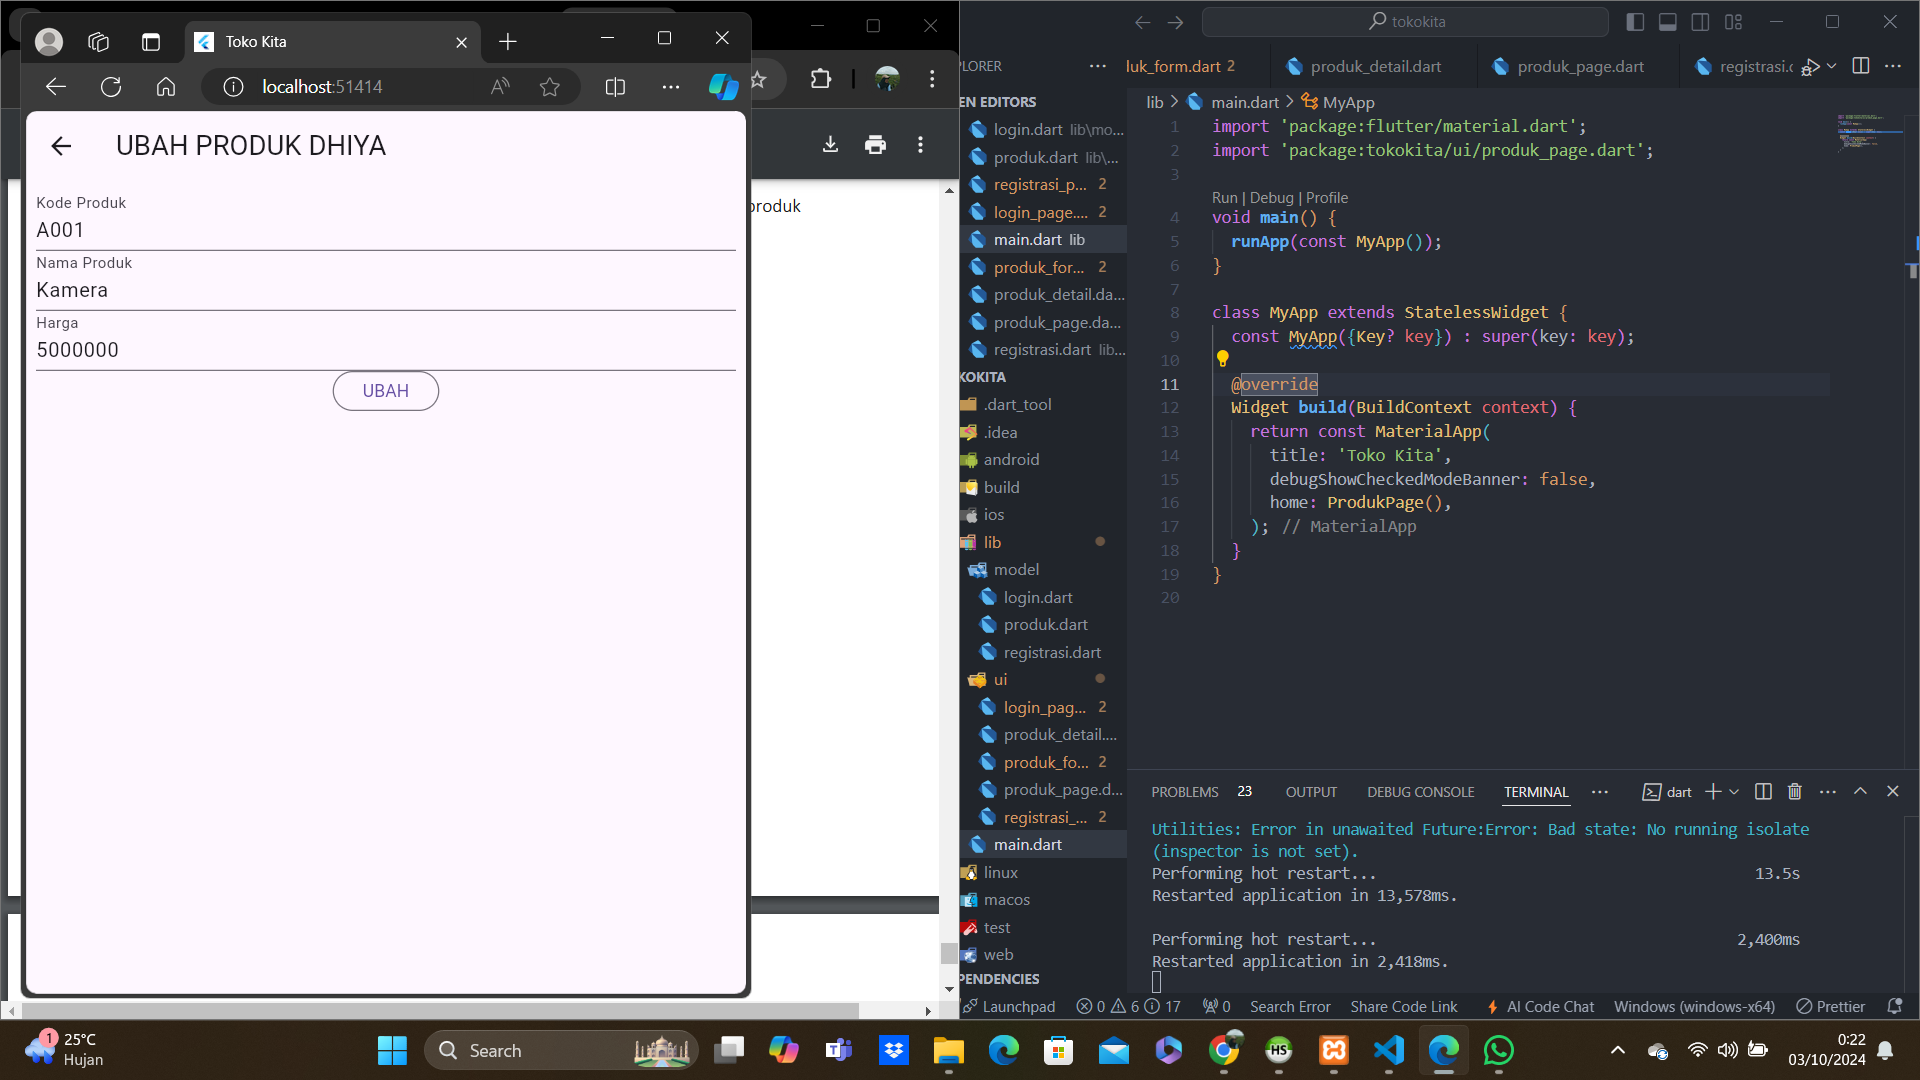 Toko Kita
localhost:51414
UBAH PRODUK DHIYA
Kode Produk
A001
Nama Produk
Kamera
Harga
5000000
UBAH
produk
tokokita
PLORER
luk_form.dart 2
produk_detail.dart
produk_page.dart
registrasi.c
EN EDITORS
login.dart lib\mo...
produk.dart lib\...
registrasi_p... 2
login_page.... 2
main.dart lib
produk_for... 2
produk_detail.da...
produk_page.da...
registrasi.dart lib...
KOKITA
.dart_tool
.idea
android
build
ios
lib
model
login.dart
produk.dart
registrasi.dart
ui
login_pag... 2
produk_detail....
produk_fo... 2
produk_page.d...
registrasi_... 2
main.dart
linux
macos
test
web
PENDENCIES
lib > main.dart > MyApp
1 import 'package:flutter/material.dart';
2 import 'package:tokokita/ui/produk_page.dart';
3
Run | Debug | Profile
4 void main() {
5 runApp(const MyApp());
6 }
7
8 class MyApp extends StatelessWidget {
9 const MyApp({Key? key}) : super(key: key);
10
11 @override
12 Widget build(BuildContext context) {
13 return const MaterialApp(
14 title: 'Toko Kita',
15 debugShowCheckedModeBanner: false,
16 home: ProdukPage(),
17 ); // MaterialApp
18 }
19 }
20
PROBLEMS 23 OUTPUT DEBUG CONSOLE TERMINAL dart
Utilities: Error in unawaited Future:Error: Bad state: No running isolate
(inspector is not set).
Performing hot restart... 13.5s
Restarted application in 13,578ms.
Performing hot restart... 2,400ms
Restarted application in 2,418ms.
Launchpad 0 6 17 0 Search Error Share Code Link AI Code Chat Windows (windows-x64) Prettier
1
25°C
Hujan
Search
HS
0:22
03/10/2024